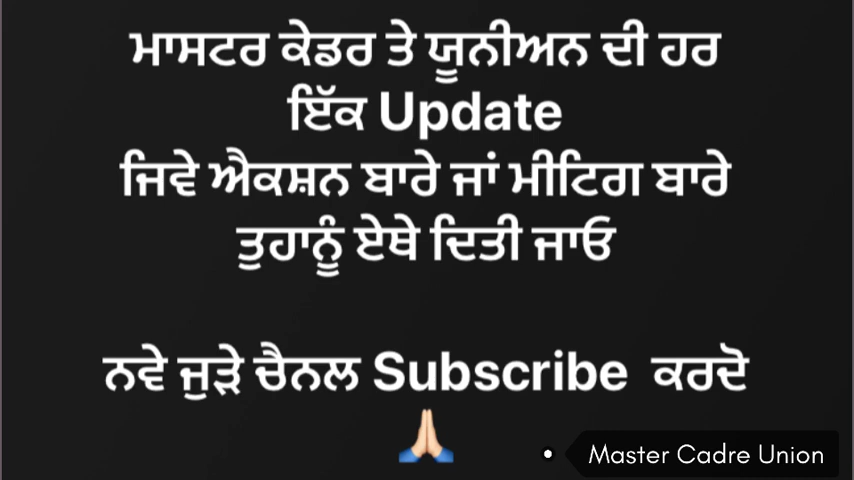 ਮਾਸਟਰ ਕੇਡਰ ਤੇ ਯੂਨੀਅਨ ਦੀ ਹਰ
ਇੱਕ Update
ਜਿਵੇ ਐਕਸ਼ਨ ਬਾਰੇ ਜਾਂ ਮੀਟਿਗ ਬਾਰੇ
ਤੁਹਾਨੂੰ ਏਥੇ ਦਿਤੀ ਜਾਓ
ਨਵੇ ਜੁੜੇ ਚੈਨਲ Subscribe ਕਰਦੋ
🙏🏻
Master Cadre Union